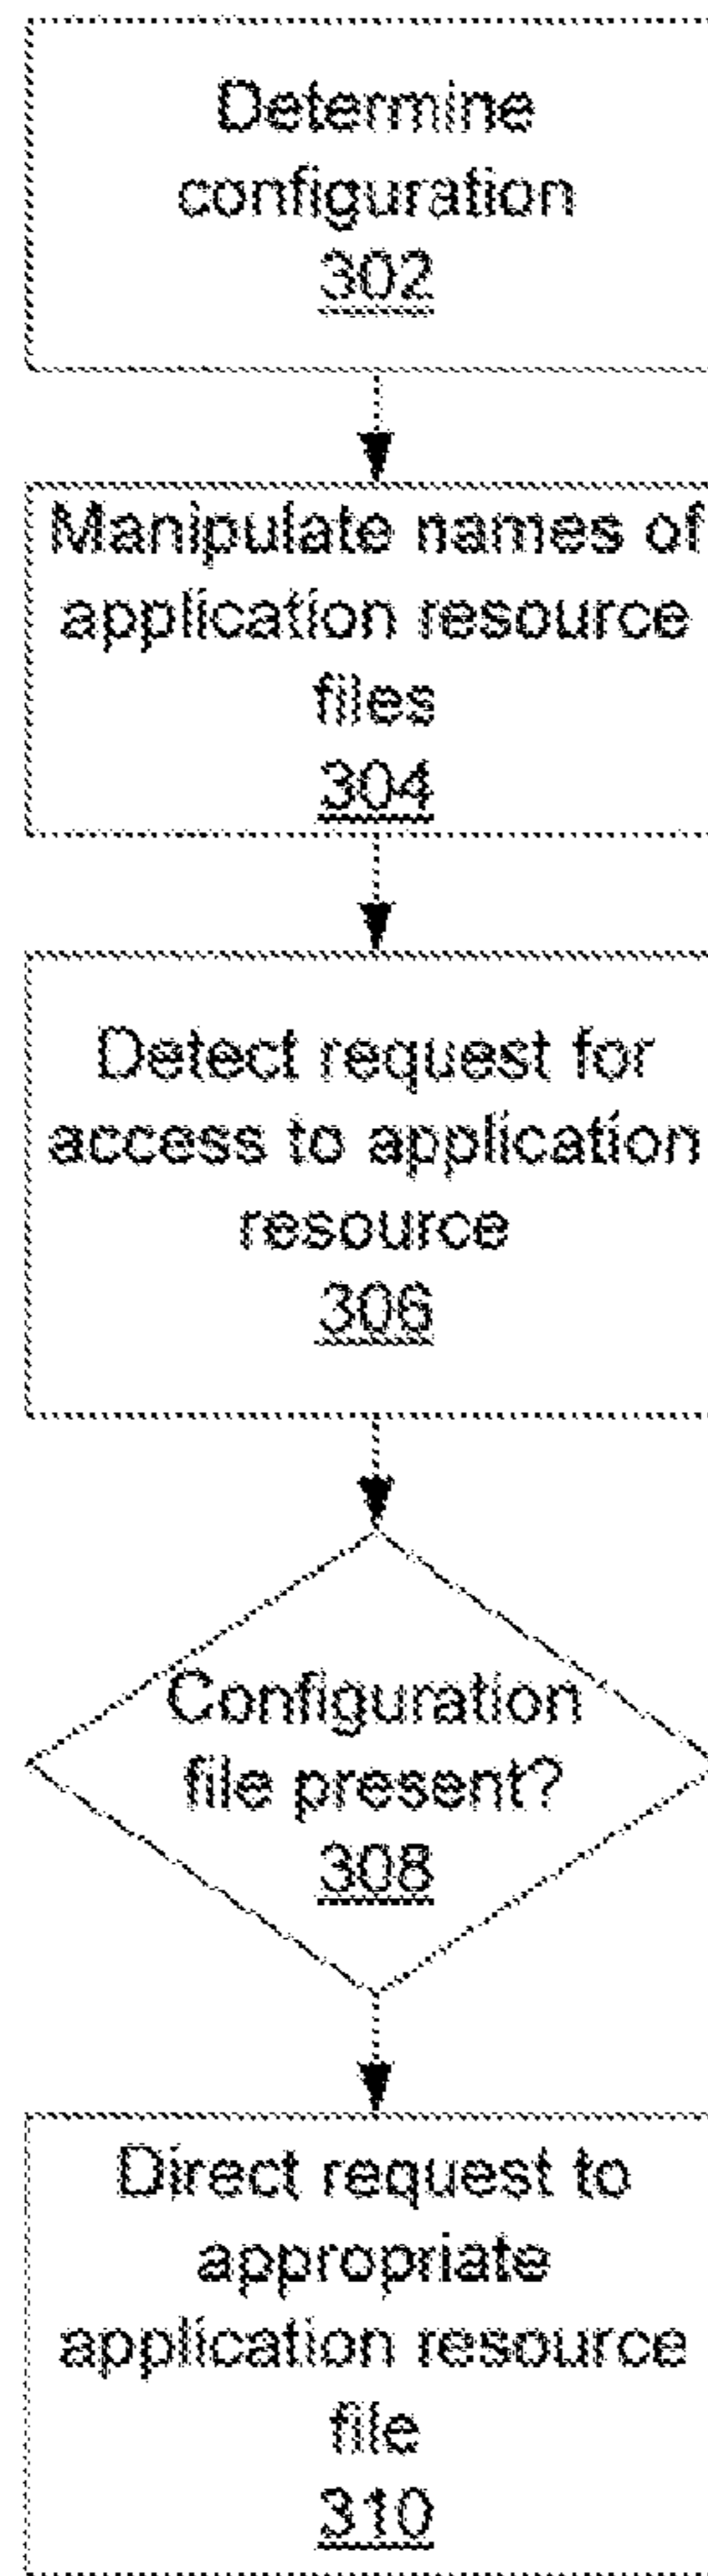 Determine
configuration
302
Manipulate names of
application resource
files
304
Detect request for
access to application
resource
306
Configuration
file present?
308
Direct request to
appropriate
application resource
file
310